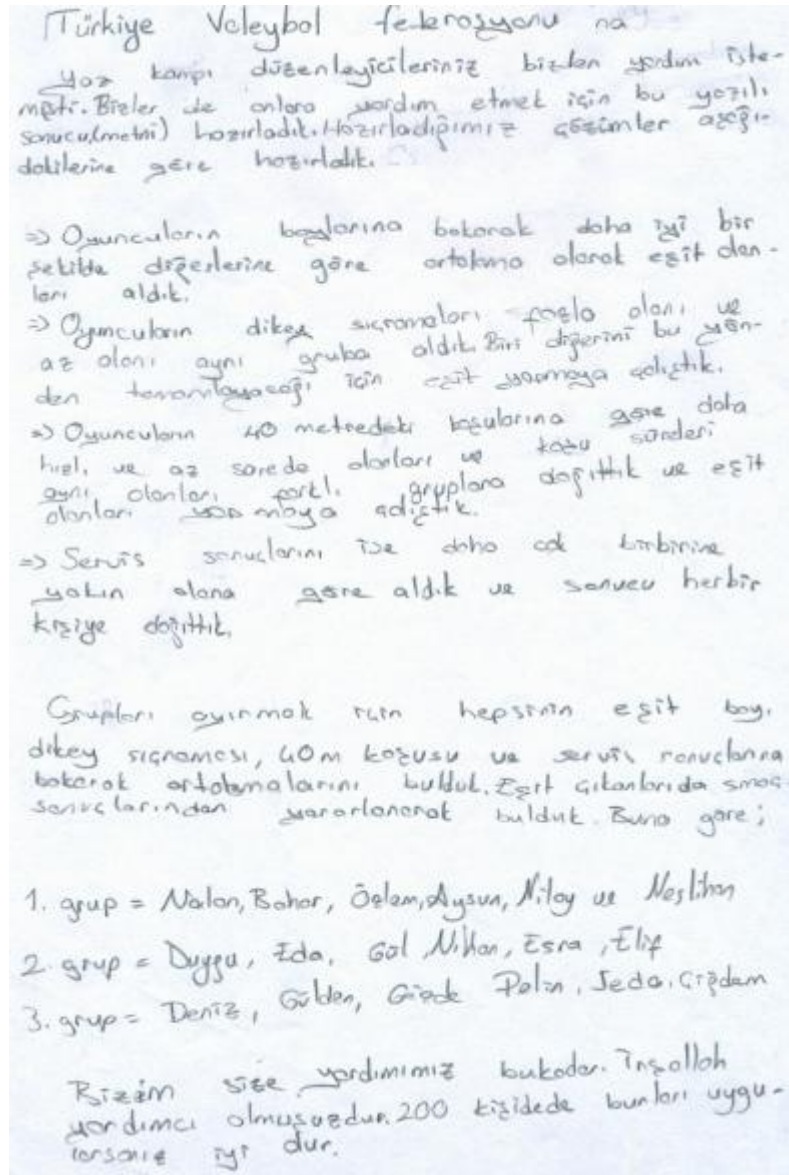 Türkiye Voleybol federasyonu na
Yaz kampı düzenleyicileriniz bizden yardım iste-
mişti. Bizler de onlara yardım etmek için bu yazılı
sonucu(metni) hazırladık. Hazırladığımız çözümler aşağı-
dakilerine göre hazırladık.
=> Oyuncuların boylarına bakarak daha iyi bir
şekilde diğerlerine göre ortalama olarak eşit olan-
ları aldık.
=> Oyuncuların dikey sıçramaları fazla olanı ve
az olanı aynı gruba aldık. Biri diğerini bu yön-
den tamamlayacağı için eşit yapmaya çalıştık.
=> Oyuncuların 40 metredeki koşularına göre daha
hızlı ve az sürede olanları ve koşu süreleri
aynı olanları farklı gruplara dağıttık ve eşit
olanları yapmaya çalıştık.
=> Servis sonuçlarını ise daha çok birbirine
yakın olana göre aldık ve sonucu herbir
kişiye dağıttık.
Grupları ayırmak için hepsinin eşit boy,
dikey sıçraması, 40m koşusu ve servis sonuçlarına
bakarak ortalamalarını bulduk. Eşit çıkanlarıda smaç
sonuçlarından yararlanarak bulduk. Buna göre;
1. grup = Nalan, Bahar, Özlem, Aysun, Nilay ve Neslihan
2. grup = Duygu, Eda, Gül, Nihan, Esra, Elif
3. grup = Deniz, Gülden, Gözde Pelin, Seda, Çiğdem
Bizim size yardımımız bukadar. İnşallah
yardımcı olmuşuzdur. 200 kişidede bunları uygu-
larsanız iyi dur.